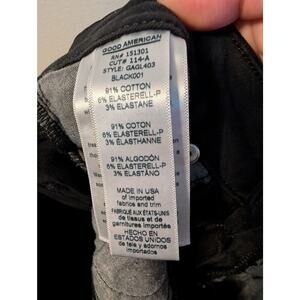 GOOD AMERICAN
RN# 151301
CUT# 114-A
STYLE: GAGL403
BLACK001
91% COTTON
6% ELASTERELL-P
3% ELASTANE
91% COTON
6% ELASTERELL-P
3% ÉLASTHANNE
91% ALGODÓN
6% ELASTERELL-P
3% ELASTANO
MADE IN USA
of imported
fabrics and trim
FABRIQUÉ AUX ÉTATS-UNIS
de tissus et de
garnitures importés
HECHO EN
ESTADOS UNIDOS
de tela y adornos
importados